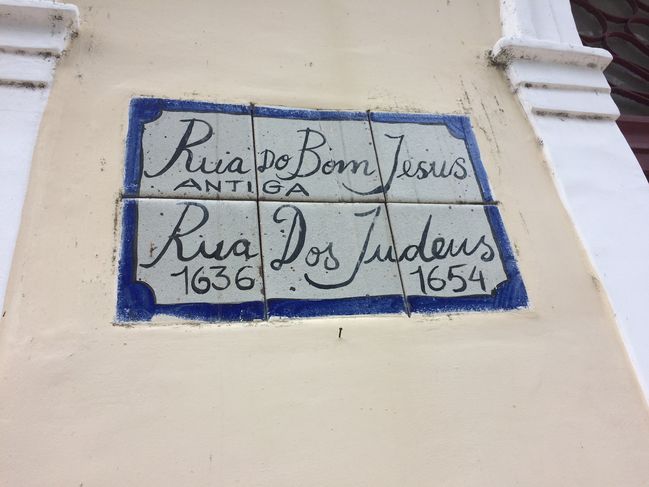 Rua do Bom Jesus
ANTIGA
Rua Dos Judeus
1636 1654